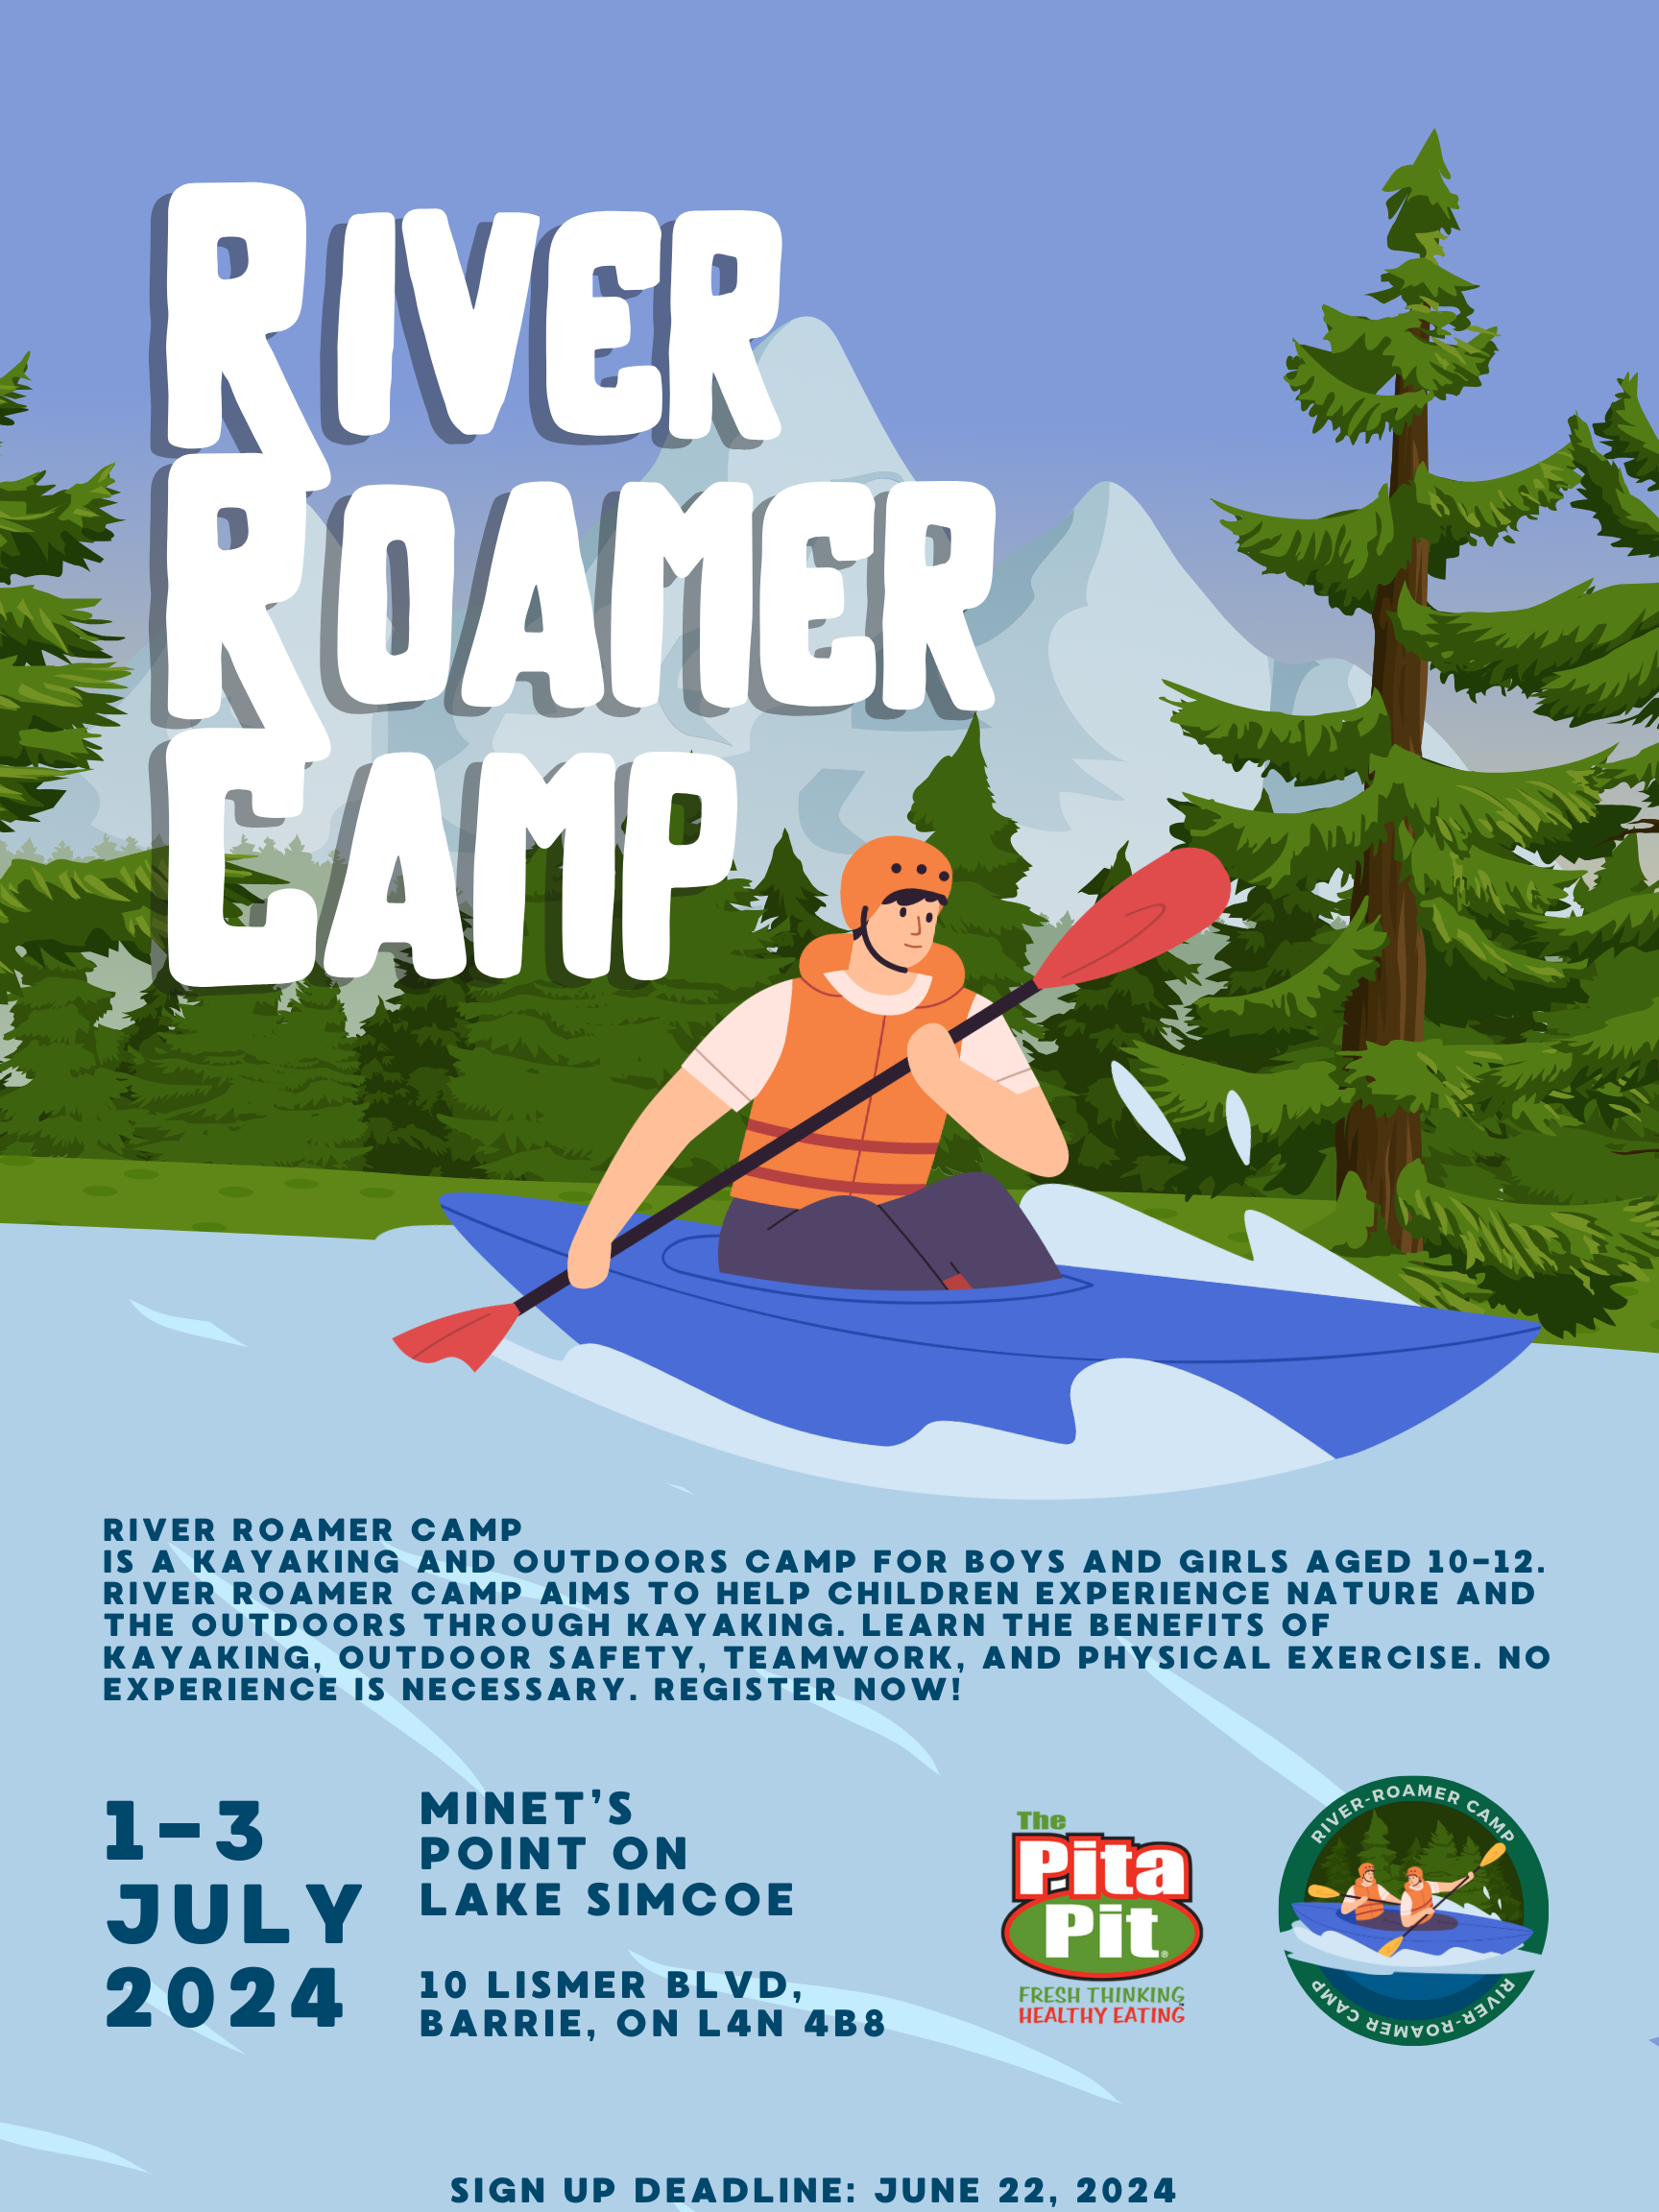 RIVER
ROAMER
CAMP
RIVER ROAMER CAMP
IS A KAYAKING AND OUTDOORS CAMP FOR BOYS AND GIRLS AGED 10-12.
RIVER ROAMER CAMP AIMS TO HELP CHILDREN EXPERIENCE NATURE AND
THE OUTDOORS THROUGH KAYAKING. LEARN THE BENEFITS OF
KAYAKING, OUTDOOR SAFETY, TEAMWORK, AND PHYSICAL EXERCISE. NO
EXPERIENCE IS NECESSARY. REGISTER NOW!
1-3
JULY
2024
MINET'S
POINT ON
LAKE SIMCOE
10 LISMER BLVD,
BARRIE, ON L4N 4B8
The
Pita
Pit®
FRESH THINKING
HEALTHY EATING™
RIVER-ROAMER CAMP
RIVER-ROAMER CAMP
SIGN UP DEADLINE: JUNE 22, 2024